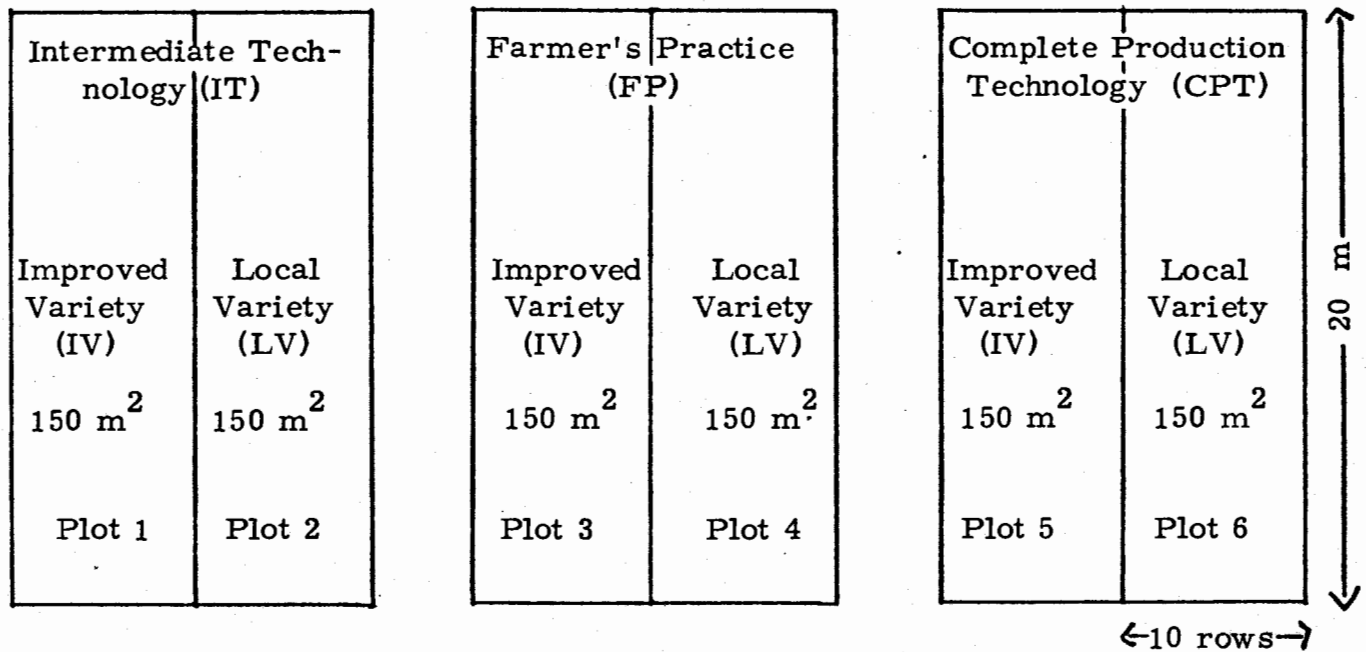 Intermediate Tech-
nology (IT)
Improved
Variety
(IV)
150 m²
Plot 1
Local
Variety
(LV)
150 m²
Plot 2
Farmer's Practice
(FP)
Improved
Variety
(IV)
150 m²
Plot 3
Local
Variety
(LV)
150 m²
Plot 4
Complete Production
Technology (CPT)
Improved
Variety
(IV)
150 m²
Plot 5
Local
Variety
(LV)
150 m²
Plot 6
20 m
10 rows